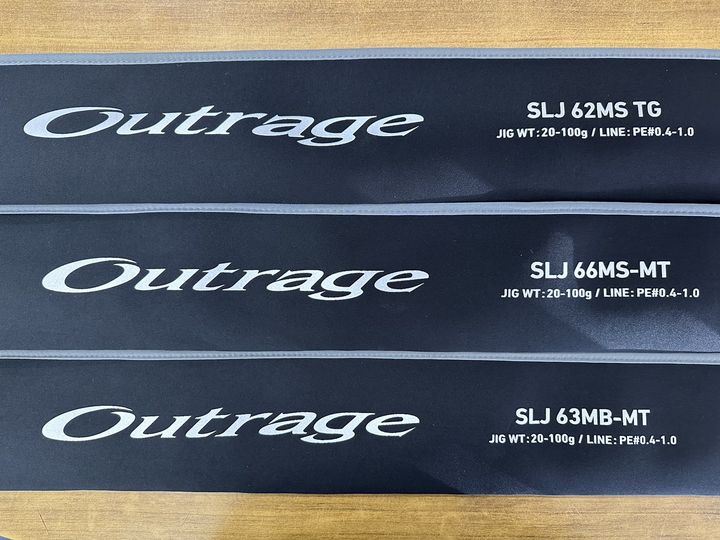 Outrage
SLJ 62MS TG
JIG WT:20-100g / LINE: PE#0.4-1.0
Outrage
SLJ 66MS-MT
JIG WT:20-100g / LINE: PE#0.4-1.0
Outrage
SLJ 63MB-MT
JIG WT:20-100g / LINE: PE#0.4-1.0